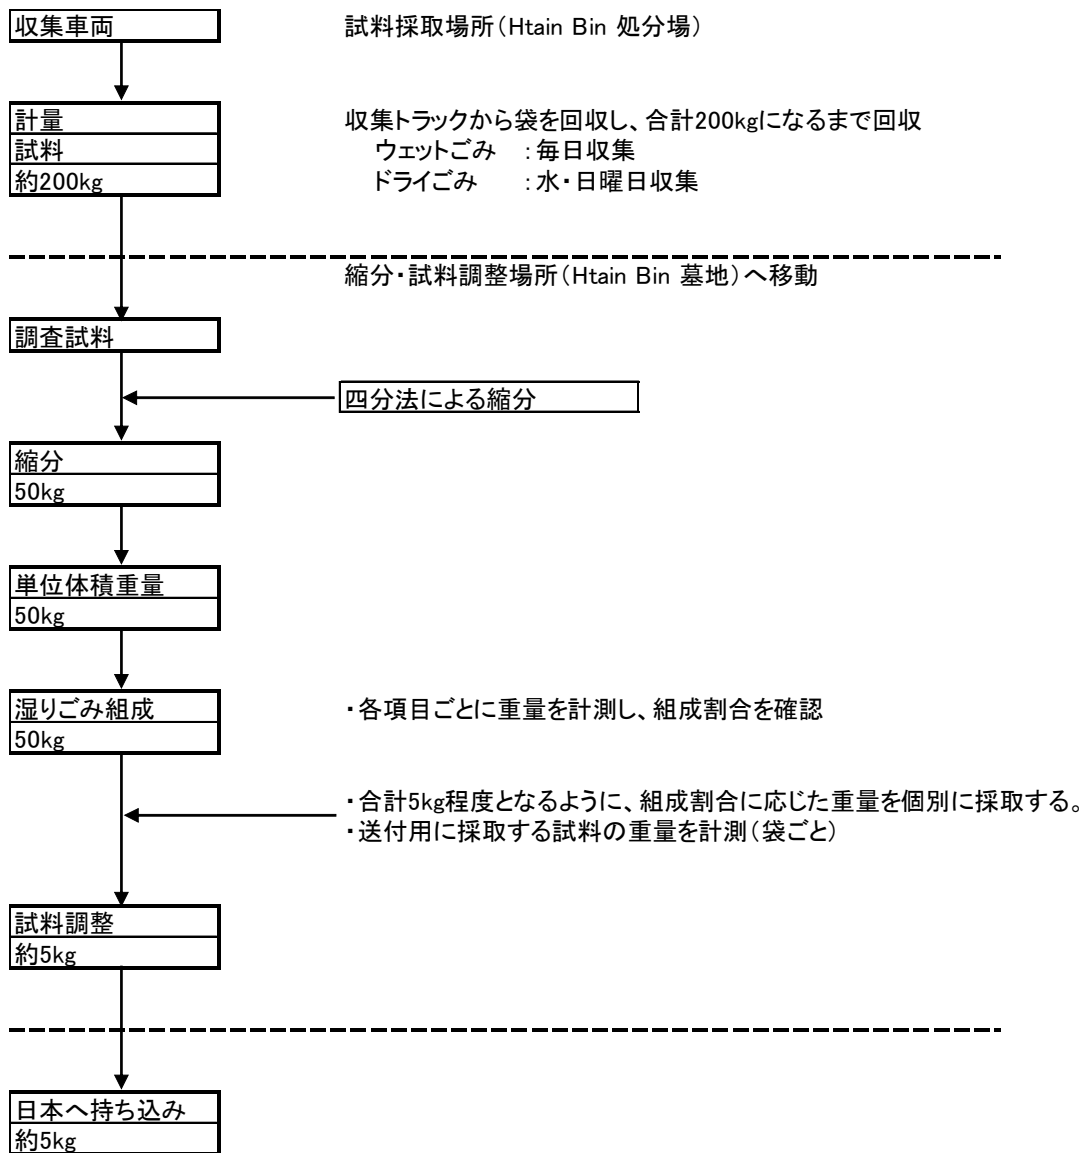 収集車両
試料採取場所（Htain Bin 処分場）
計量
試料
約200kg
収集トラックから袋を回収し、合計200kgになるまで回収
ウェットごみ　：毎日収集
ドライごみ　：水・日曜日収集
縮分・試料調整場所（Htain Bin 墓地）へ移動
調査試料
四分法による縮分
縮分
50kg
単位体積重量
50kg
湿りごみ組成
50kg
・各項目ごとに重量を計測し、組成割合を確認
・合計5kg程度となるように、組成割合に応じた重量を個別に採取する。
・送付用に採取する試料の重量を計測（袋ごと）
試料調整
約5kg
日本へ持ち込み
約5kg